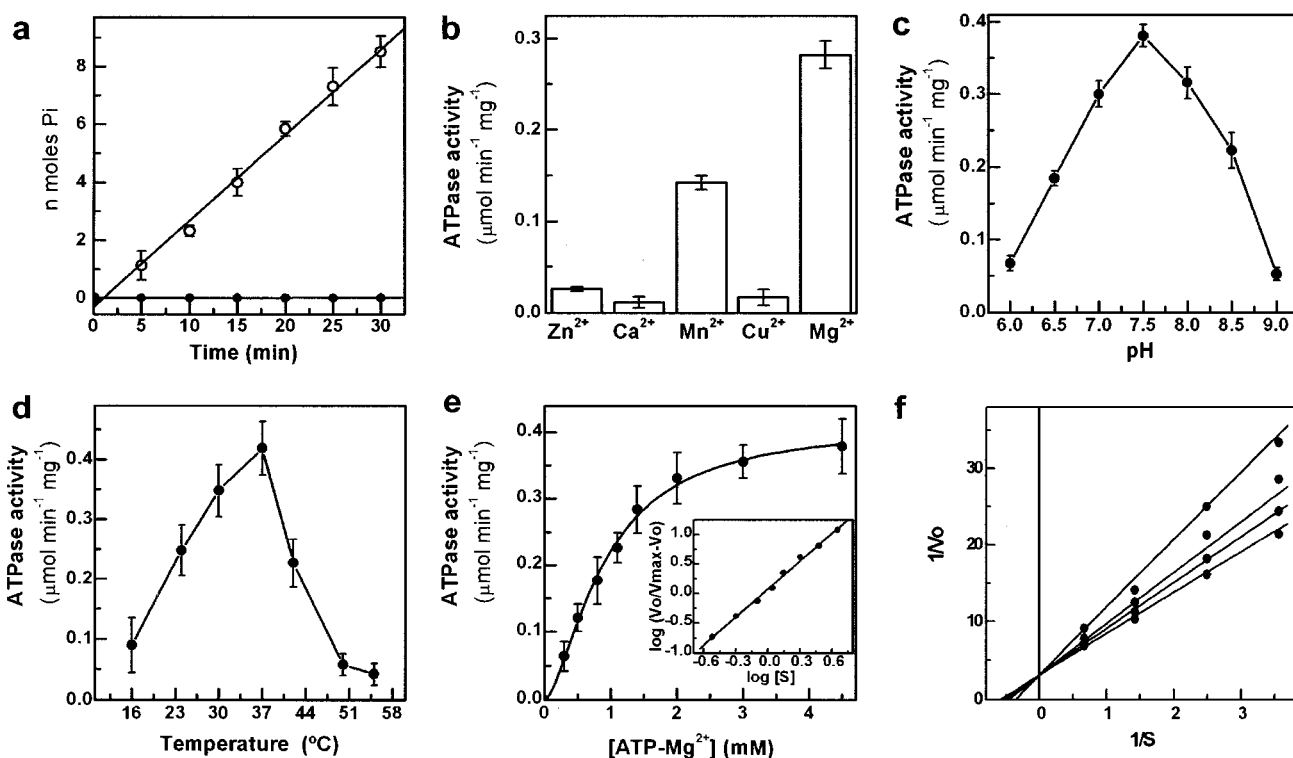 a
n moles Pi
8
6
4
2
0
0 5 10 15 20 25 30
Time (min)
b
ATPase activity
(μmol min⁻¹ mg⁻¹)
0.3
0.2
0.1
0.0
Zn²⁺ Ca²⁺ Mn²⁺ Cu²⁺ Mg²⁺
c
ATPase activity
(μmol min⁻¹ mg⁻¹)
0.4
0.3
0.2
0.1
0.0
6.0 6.5 7.0 7.5 8.0 8.5 9.0
pH
d
ATPase activity
(μmol min⁻¹ mg⁻¹)
0.4
0.3
0.2
0.1
0.0
16 23 30 37 44 51 58
Temperature (ºC)
e
ATPase activity
(μmol min⁻¹ mg⁻¹)
0.4
0.3
0.2
0.1
0.0
0 1 2 3 4
[ATP-Mg²⁺] (mM)
log (Vo/Vmax-Vo)
1.0
0.5
0.0
-0.5
-1.0
-0.6 -0.3 0.0 0.3 0.6
log [S]
f
1/Vo
30
20
10
0
0 1 2 3
1/S